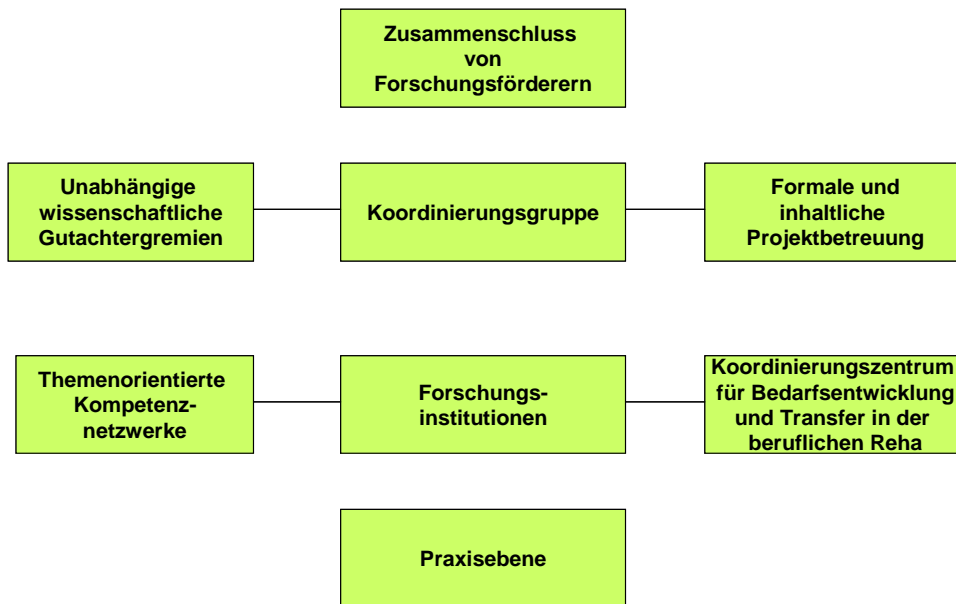 Zusammenschluss
von
Forschungsförderern
Unabhängige
wissenschaftliche
Gutachtergremien
Koordinierungsgruppe
Formale und
inhaltliche
Projektbetreuung
Themenorientierte
Kompetenz-
netzwerke
Forschungs-
institutionen
Koordinierungszentrum
für Bedarfsentwicklung
und Transfer in der
beruflichen Reha
Praxisebene